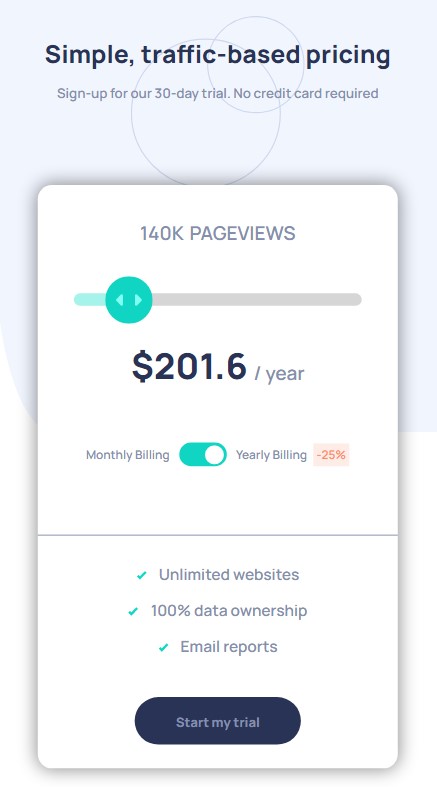 Simple, traffic-based pricing
Sign-up for our 30-day trial. No credit card required
140K PAGEVIEWS
$201.6 / year
Monthly Billing Yearly Billing -25%
Unlimited websites
100% data ownership
Email reports
Start my trial